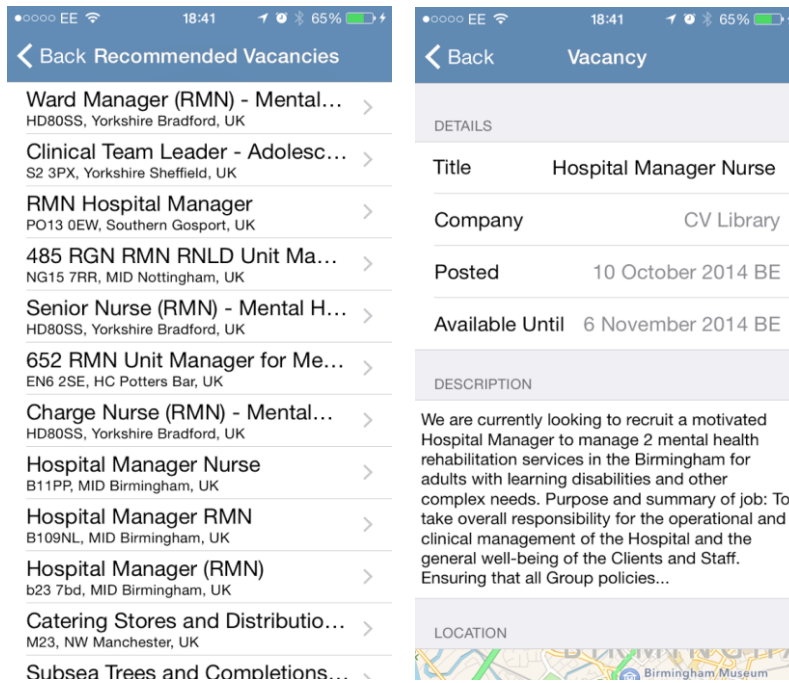 EE 18:41 65%
Back Recommended Vacancies
Ward Manager (RMN) - Mental...
HD80SS, Yorkshire Bradford, UK
Clinical Team Leader - Adolesc...
S2 3PX, Yorkshire Sheffield, UK
RMN Hospital Manager
PO13 0EW, Southern Gosport, UK
485 RGN RMN RNLD Unit Ma...
NG15 7RR, MID Nottingham, UK
Senior Nurse (RMN) - Mental H...
HD80SS, Yorkshire Bradford, UK
652 RMN Unit Manager for Me...
EN6 2SE, HC Potters Bar, UK
Charge Nurse (RMN) - Mental...
HD80SS, Yorkshire Bradford, UK
Hospital Manager Nurse
B11PP, MID Birmingham, UK
Hospital Manager RMN
B109NL, MID Birmingham, UK
Hospital Manager (RMN)
b23 7bd, MID Birmingham, UK
Catering Stores and Distributio...
M23, NW Manchester, UK
Subsea Trees and Completions...
EE 18:41 65%
Back Vacancy
DETAILS
Title Hospital Manager Nurse
Company CV Library
Posted 10 October 2014 BE
Available Until 6 November 2014 BE
DESCRIPTION
We are currently looking to recruit a motivated
Hospital Manager to manage 2 mental health
rehabilitation services in the Birmingham for
adults with learning disabilities and other
complex needs. Purpose and summary of job: To
take overall responsibility for the operational and
clinical management of the Hospital and the
general well-being of the Clients and Staff.
Ensuring that all Group policies...
LOCATION
Birmingham Museum